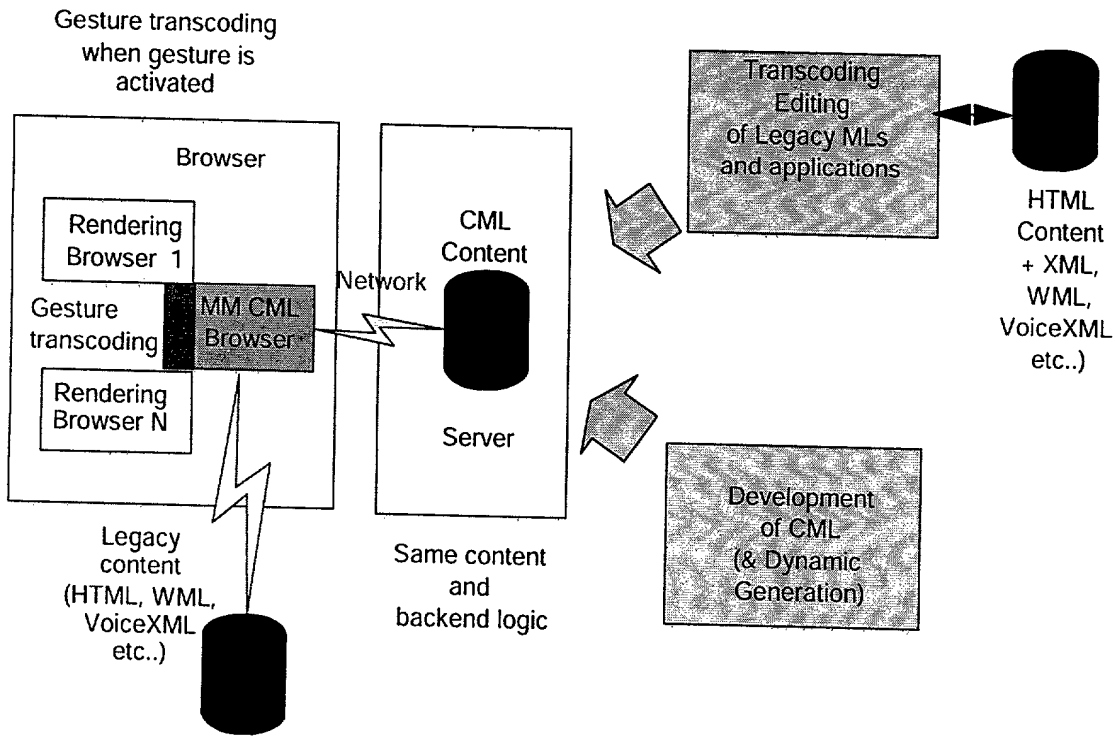 Gesture transcoding
when gesture is
activated
Browser
Rendering
Browser 1
Gesture
transcoding
MM CML
Browser
Rendering
Browser N
Network
CML
Content
Server
Legacy
content
(HTML, WML,
VoiceXML
etc..)
Same content
and
backend logic
Transcoding
Editing
of Legacy MLs
and applications
HTML
Content
+ XML,
WML,
VoiceXML
etc..)
Development
of CML
(& Dynamic
Generation)